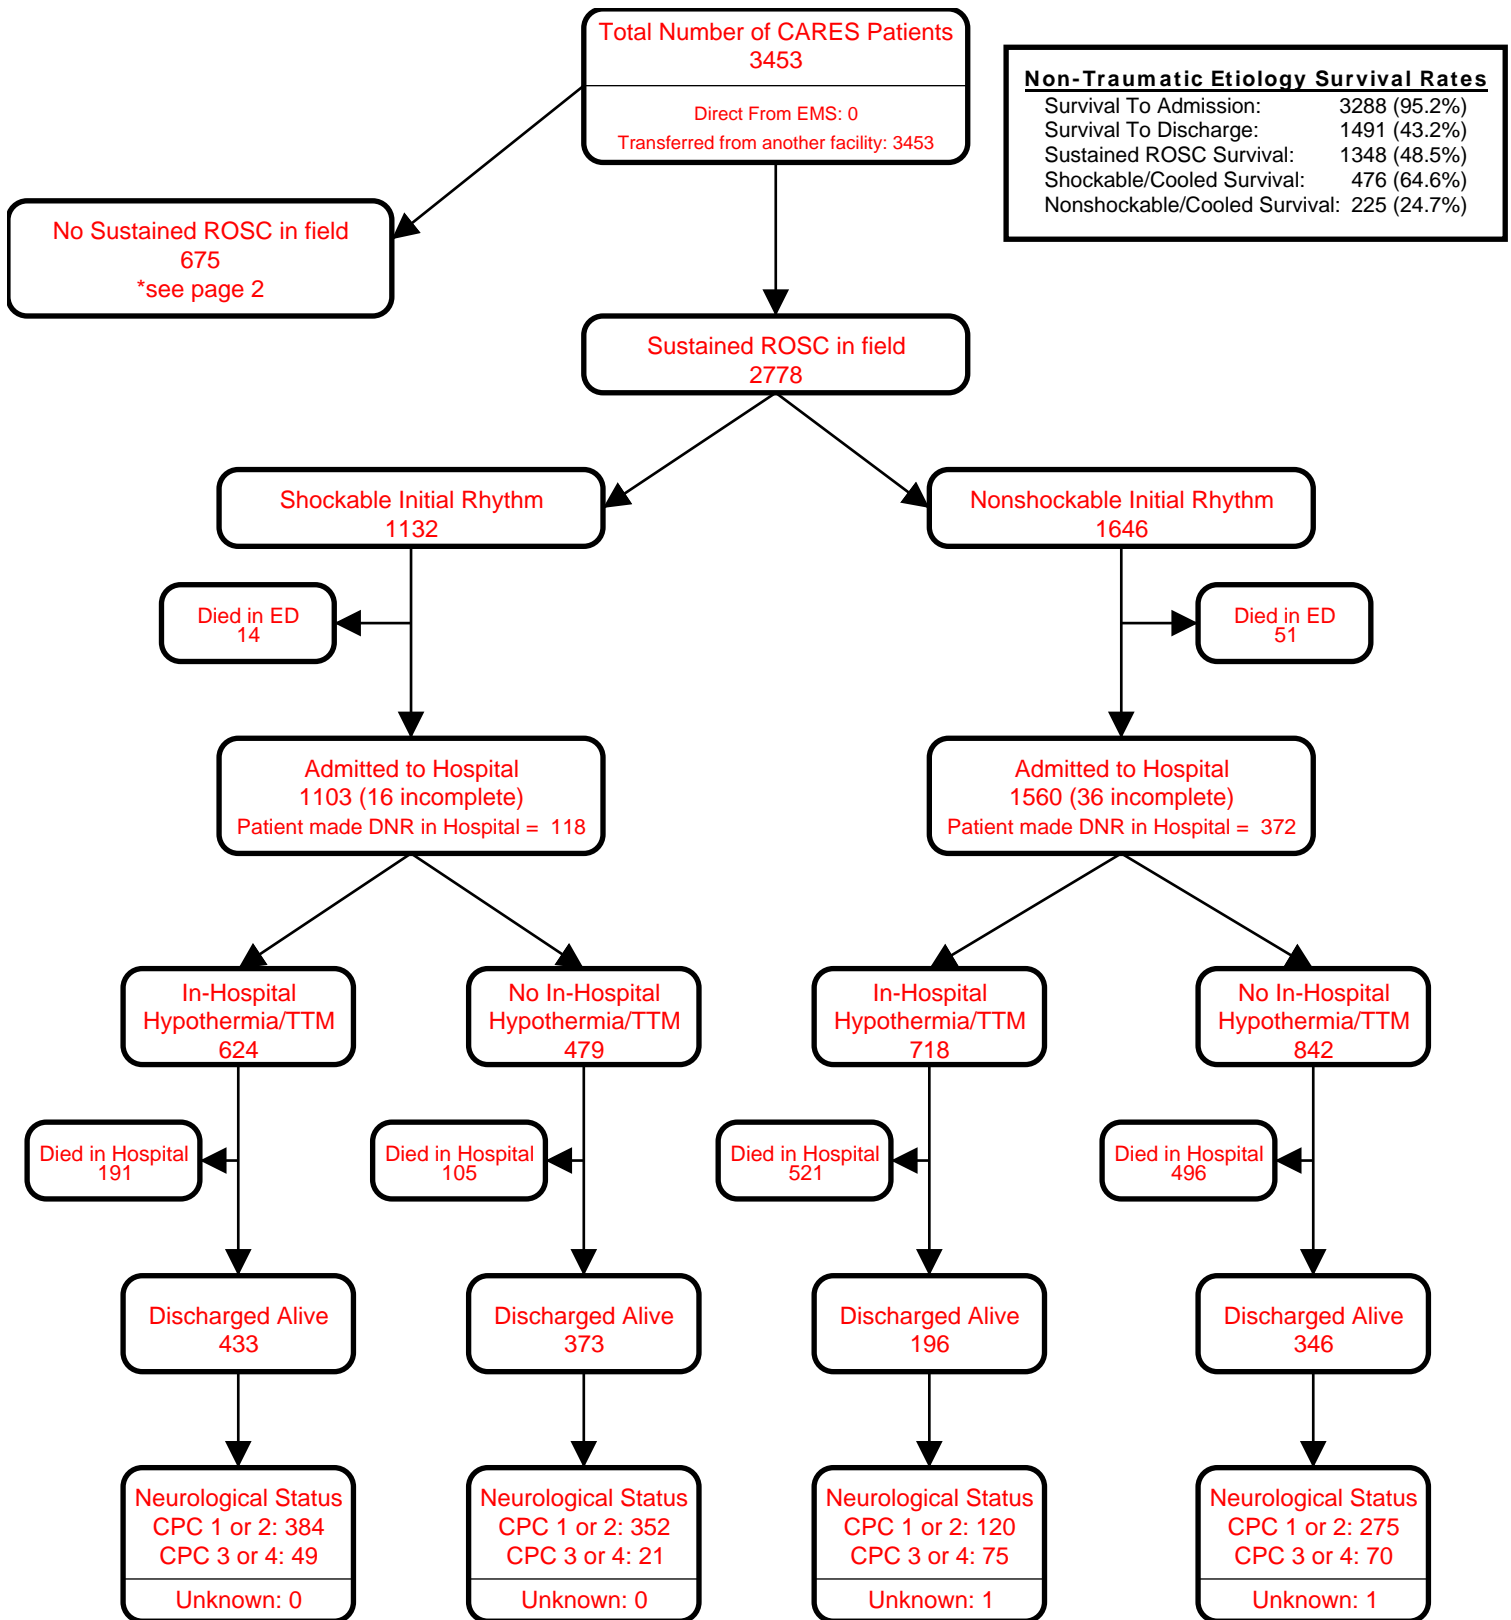 Total Number of CARES Patients
3453
Direct From EMS: 0
Transferred from another facility: 3453
Non-Traumatic Etiology Survival Rates
Survival To Admission: 3288 (95.2%)
Survival To Discharge: 1491 (43.2%)
Sustained ROSC Survival: 1348 (48.5%)
Shockable/Cooled Survival: 476 (64.6%)
Nonshockable/Cooled Survival: 225 (24.7%)
No Sustained ROSC in field
675
*see page 2
Sustained ROSC in field
2778
Shockable Initial Rhythm
1132
Nonshockable Initial Rhythm
1646
Died in ED
14
Died in ED
51
Admitted to Hospital
1103 (16 incomplete)
Patient made DNR in Hospital = 118
Admitted to Hospital
1560 (36 incomplete)
Patient made DNR in Hospital = 372
In-Hospital
Hypothermia/TTM
624
No In-Hospital
Hypothermia/TTM
479
In-Hospital
Hypothermia/TTM
718
No In-Hospital
Hypothermia/TTM
842
Died in Hospital
191
Died in Hospital
105
Died in Hospital
521
Died in Hospital
496
Discharged Alive
433
Discharged Alive
373
Discharged Alive
196
Discharged Alive
346
Neurological Status
CPC 1 or 2: 384
CPC 3 or 4: 49
Unknown: 0
Neurological Status
CPC 1 or 2: 352
CPC 3 or 4: 21
Unknown: 0
Neurological Status
CPC 1 or 2: 120
CPC 3 or 4: 75
Unknown: 1
Neurological Status
CPC 1 or 2: 275
CPC 3 or 4: 70
Unknown: 1